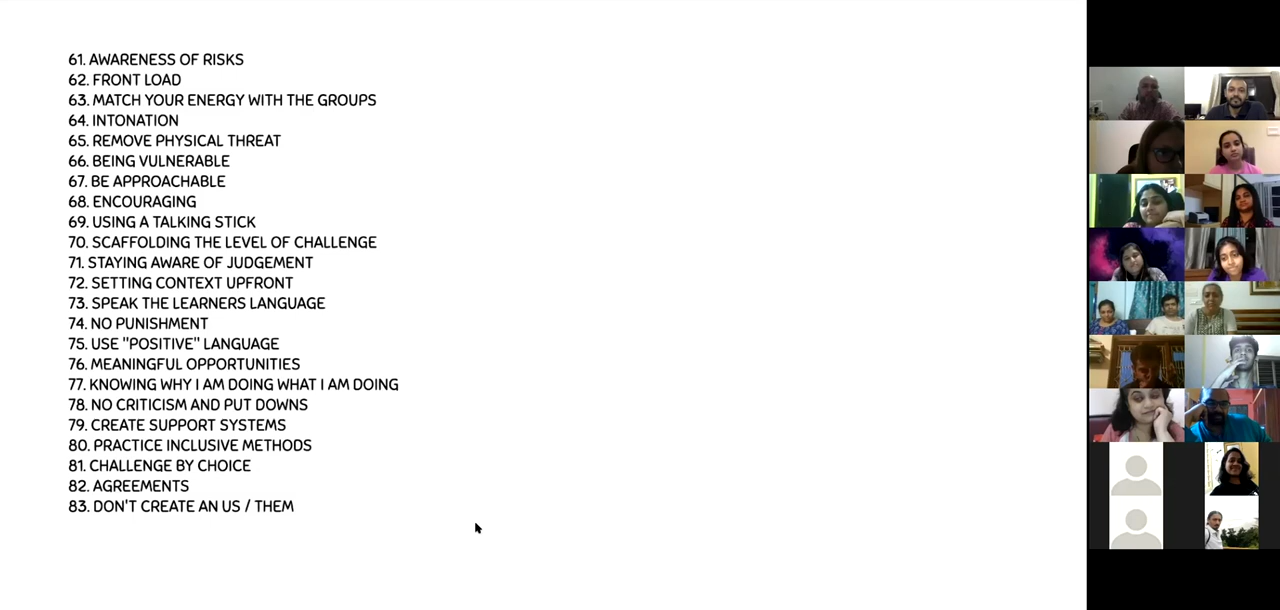 61. AWARENESS OF RISKS
62. FRONT LOAD
63. MATCH YOUR ENERGY WITH THE GROUPS
64. INTONATION
65. REMOVE PHYSICAL THREAT
66. BEING VULNERABLE
67. BE APPROACHABLE
68. ENCOURAGING
69. USING A TALKING STICK
70. SCAFFOLDING THE LEVEL OF CHALLENGE
71. STAYING AWARE OF JUDGEMENT
72. SETTING CONTEXT UPFRONT
73. SPEAK THE LEARNERS LANGUAGE
74. NO PUNISHMENT
75. USE "POSITIVE" LANGUAGE
76. MEANINGFUL OPPORTUNITIES
77. KNOWING WHY I AM DOING WHAT I AM DOING
78. NO CRITICISM AND PUT DOWNS
79. CREATE SUPPORT SYSTEMS
80. PRACTICE INCLUSIVE METHODS
81. CHALLENGE BY CHOICE
82. AGREEMENTS
83. DON'T CREATE AN US / THEM